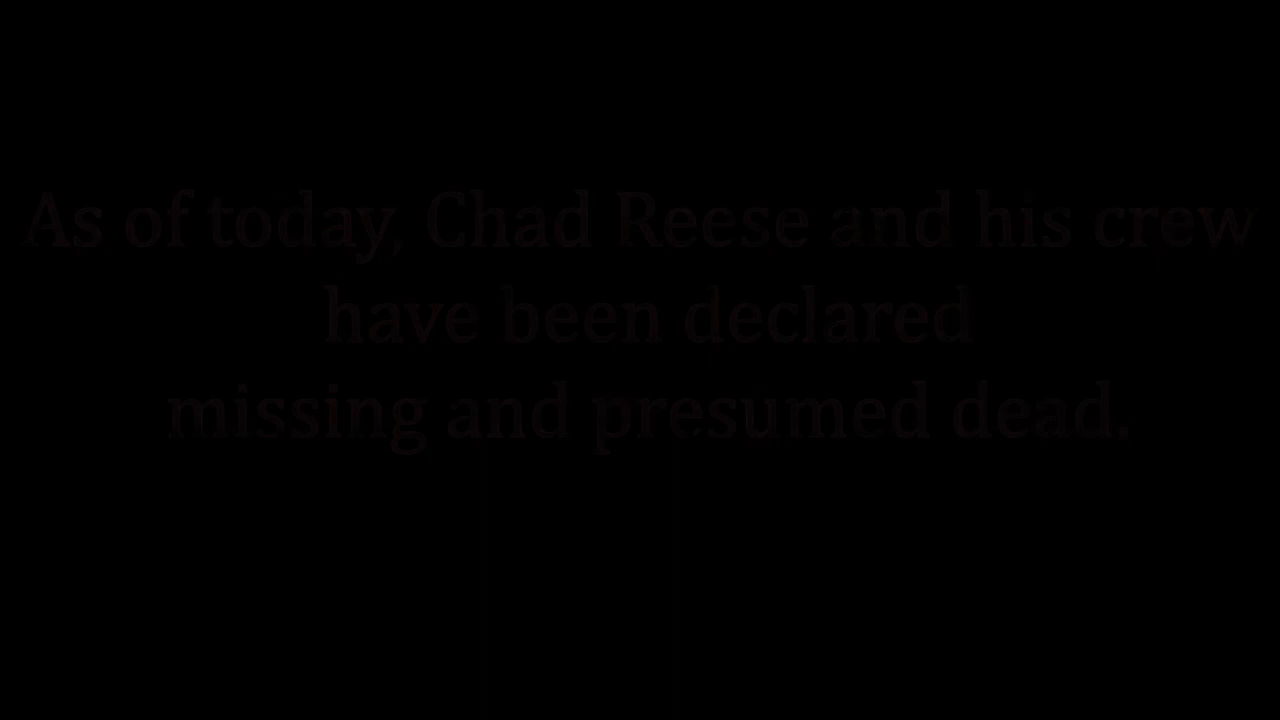 As of today, Chad Reese and his crew
have been declared
missing and presumed dead.